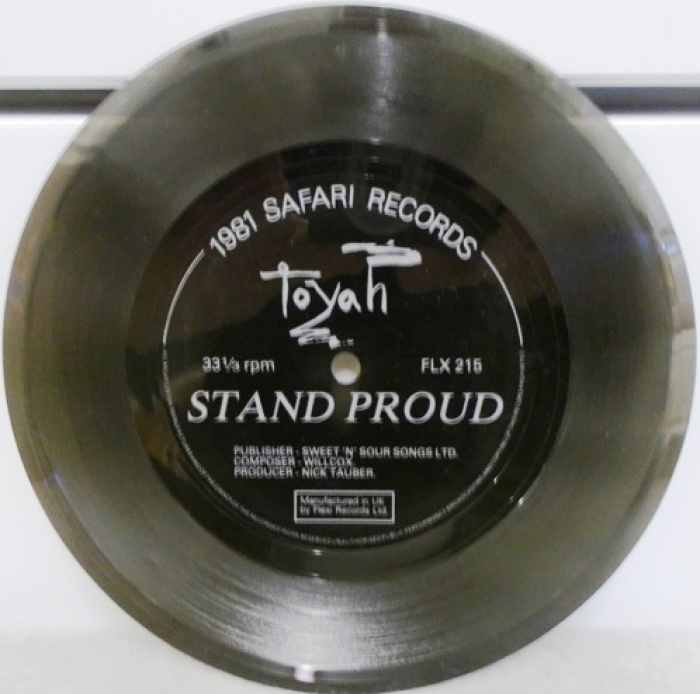 1981 SAFARI RECORDS
toyah
33⅓ rpm
FLX 215
STAND PROUD
PUBLISHER - SWEET 'N' SOUR SONGS LTD.
COMPOSER - WILLCOX.
PRODUCER - NICK TAUBER.
Manufactured in UK
by Flexi Records Ltd.